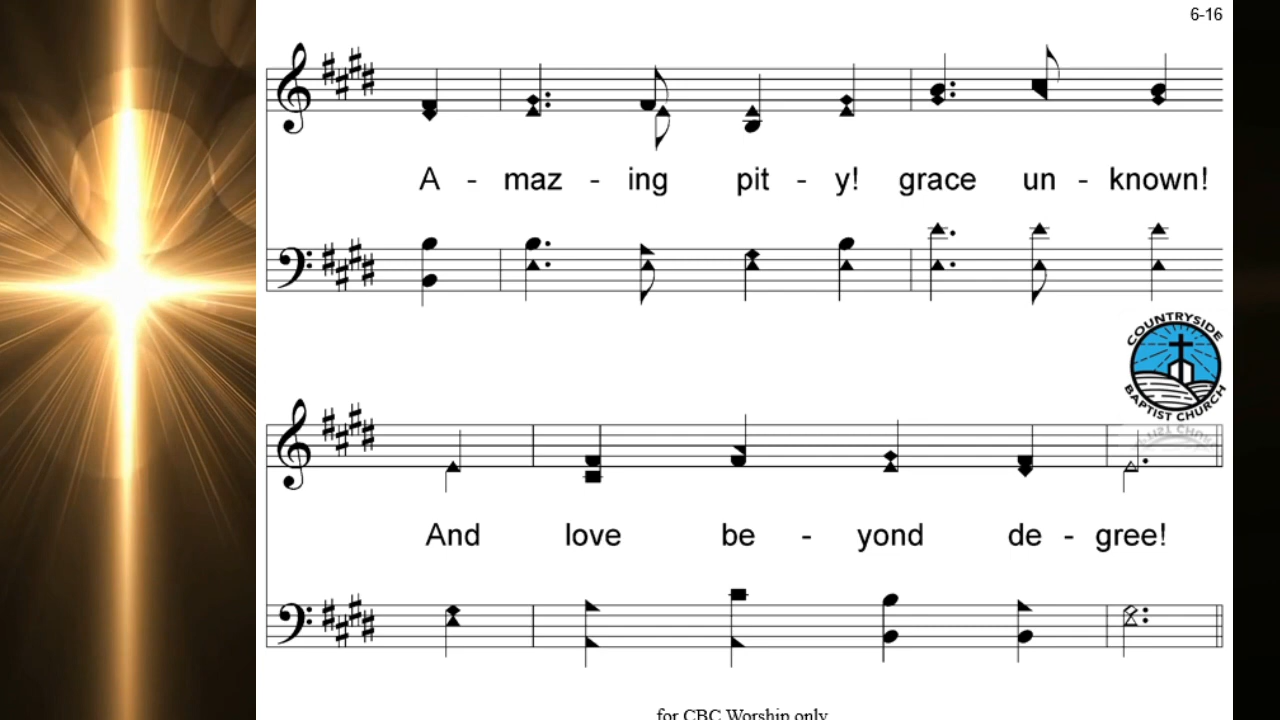 6-16
A - maz - ing pit - y! grace un - known!
COUNTRYSIDE
BAPTIST CHURCH
And love be - yond de - gree!
for CBC Worship only